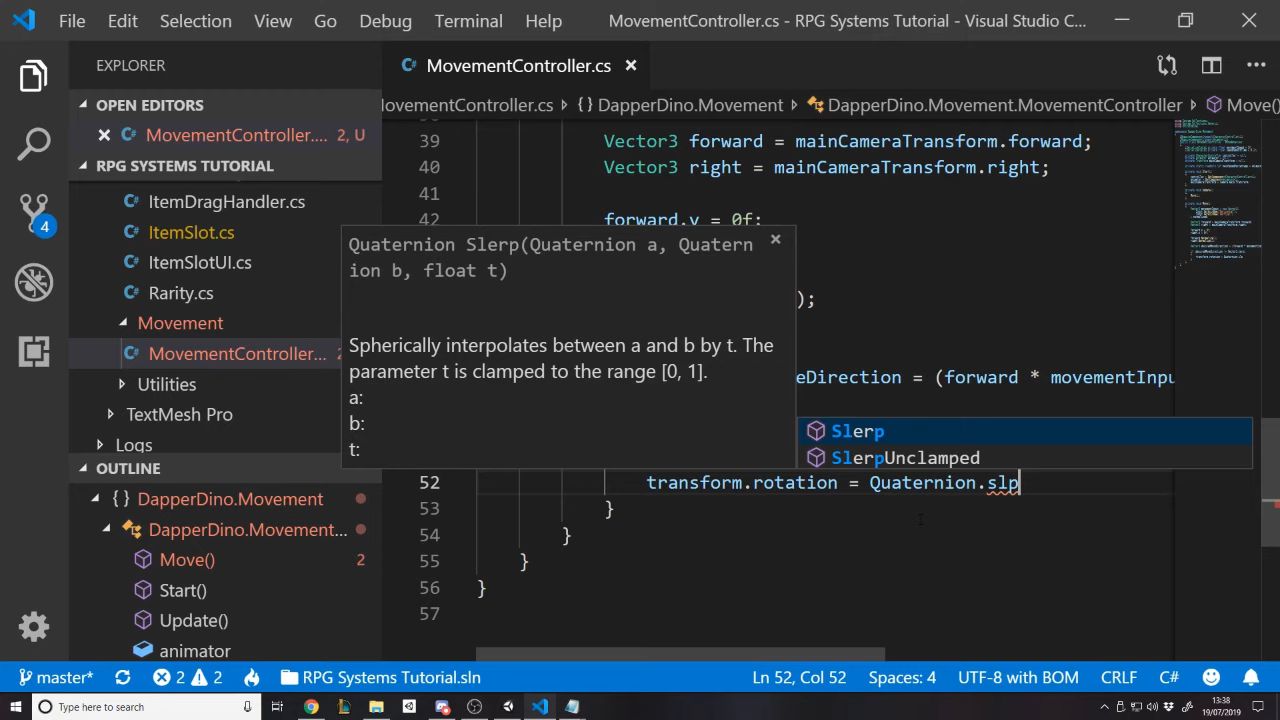 File Edit Selection View Go Debug Terminal Help MovementController.cs - RPG Systems Tutorial - Visual Studio C...
EXPLORER
OPEN EDITORS
MovementController.... 2, U
RPG SYSTEMS TUTORIAL
ItemDragHandler.cs
ItemSlot.cs
ItemSlotUI.cs
Rarity.cs
Movement
MovementController... 2
Utilities
TextMesh Pro
Logs
OUTLINE
DapperDino.Movement
DapperDino.Movement...
Move() 2
Start()
Update()
animator
4
MovementController.cs
ovementController.cs > {} DapperDino.Movement > DapperDino.Movement.MovementController > Move()
39 Vector3 forward = mainCameraTransform.forward;
40 Vector3 right = mainCameraTransform.right;
41
42 forward.y = 0f;
);
eDirection = (forward * movementInpu
Quaternion Slerp(Quaternion a, Quatern
ion b, float t)
Spherically interpolates between a and b by t. The
parameter t is clamped to the range [0, 1].
a:
b:
t:
Slerp
SlerpUnclamped
52 transform.rotation = Quaternion.slp
53 }
54 }
55 }
56 }
57
master* 2 2 RPG Systems Tutorial.sln Ln 52, Col 52 Spaces: 4 UTF-8 with BOM CRLF C#
Type here to search
13:38
19/07/2019